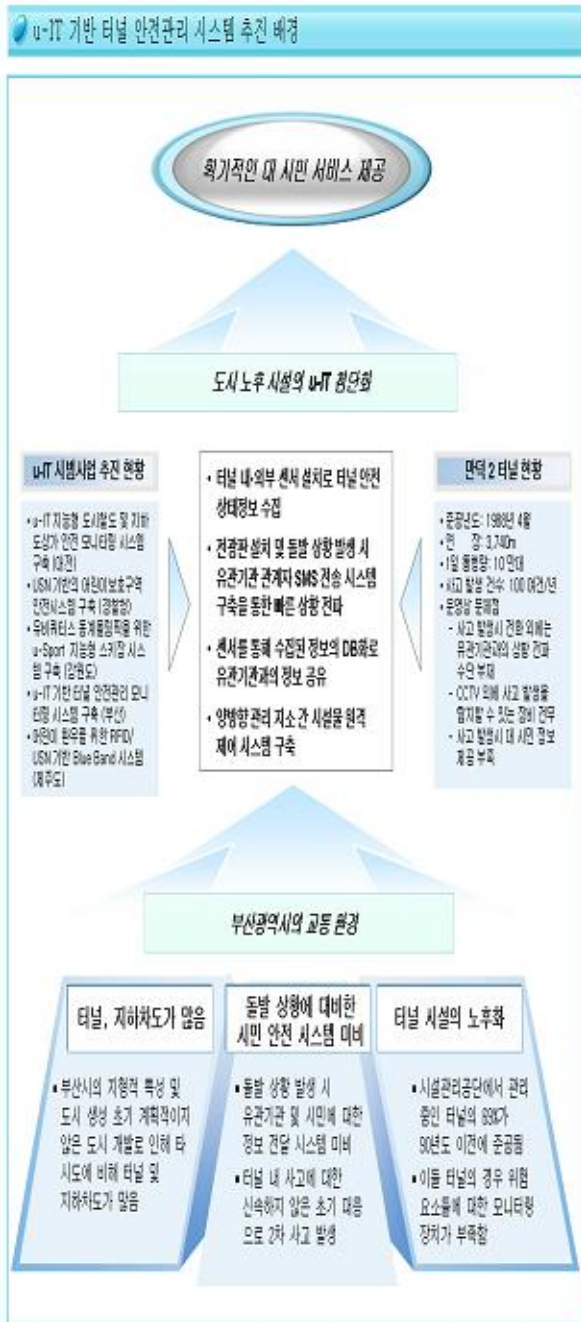 u-IT 기반 터널 안전관리 시스템 추진 배경
획기적인 대 시민 서비스 제공
도시 노후 시설의 u-IT 첨단화
u-IT 시범사업 추진 현황
• u-IT 지능형 도시철도 및 지하
도상가 안전 모니터링 시스템
구축 (대전)
• USN 기반의 어린이보호구역
안전시스템 구축 (경찰청)
• 유비쿼터스 동계올림픽을 위한
u-Sport 지능형 스키장 시스
템 구축 (강원도)
• u-IT 기반 터널 안전관리 모니
터링 시스템 구축 (부산)
• 어린이 환우를 위한 RFID/
USN 기반 Blue Band 시스템
(제주도)
• 터널 내·외부 센서 설치로 터널 안전
상태정보 수집
• 전광판 설치 및 돌발 상황 발생 시
유관기관 관계자 SMS 전송 시스템
구축을 통한 빠른 상황 전파
• 센서를 통해 수집된 정보의 DB화로
유관기관과의 정보 공유
• 양방향 관리 지소 간 시설물 원격
제어 시스템 구축
만덕 2 터널 현황
• 준공년도: 1988년 4월
• 연 장: 3,740m
• 1일 통행량: 10 만대
• 사고 발생 건수: 100 여건/년
• 운영상 문제점
- 사고 발생시 전화 외에는
유관기관과의 상황 전파
수단 부재
- CCTV 외에 사고 발생을
탐지할 수 있는 장비 전무
- 사고 발생시 대 시민 정보
제공 부족
부산광역시의 교통 환경
터널, 지하차도가 많음
▪ 부산시의 지형적 특성 및
도시 생성 초기 계획적이지
않은 도시 개발로 인해 타
시도에 비해 터널 및
지하차도가 많음
돌발 상황에 대비한
시민 안전 시스템 미비
▪ 돌발 상황 발생 시
유관기관 및 시민에 대한
정보 전달 시스템 미비
▪ 터널 내 사고에 대한
신속하지 않은 초기 대응
으로 2차 사고 발생
터널 시설의 노후화
▪ 시설관리공단에서 관리
중인 터널의 63%가
90년도 이전에 준공됨
▪ 이들 터널의 경우 위험
요소들에 대한 모니터링
장치가 부족함